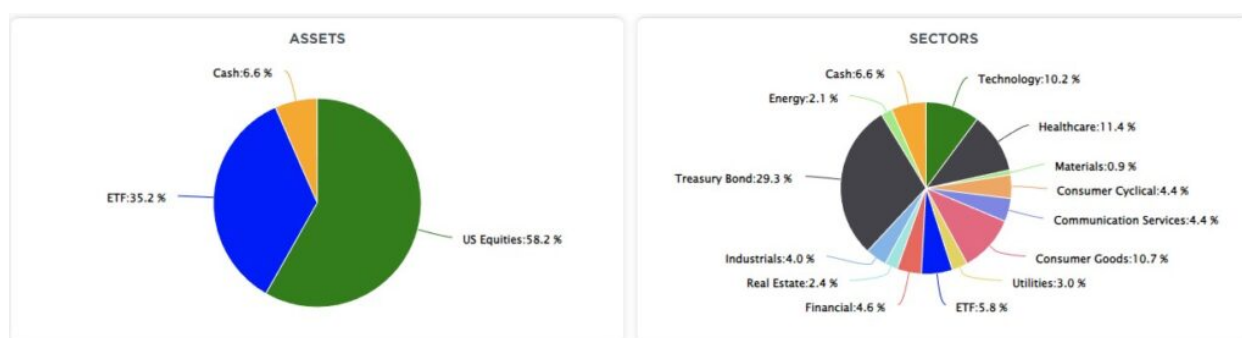 ASSETS
Cash:6.6 %
ETF:35.2 %
US Equities:58.2 %
SECTORS
Cash:6.6 %
Technology:10.2 %
Energy:2.1 %
Healthcare:11.4 %
Materials:0.9 %
Treasury Bond:29.3 %
Consumer Cyclical:4.4 %
Communication Services:4.4 %
Industrials:4.0 %
Consumer Goods:10.7 %
Real Estate:2.4 %
Utilities:3.0 %
Financial:4.6 %
ETF:5.8 %